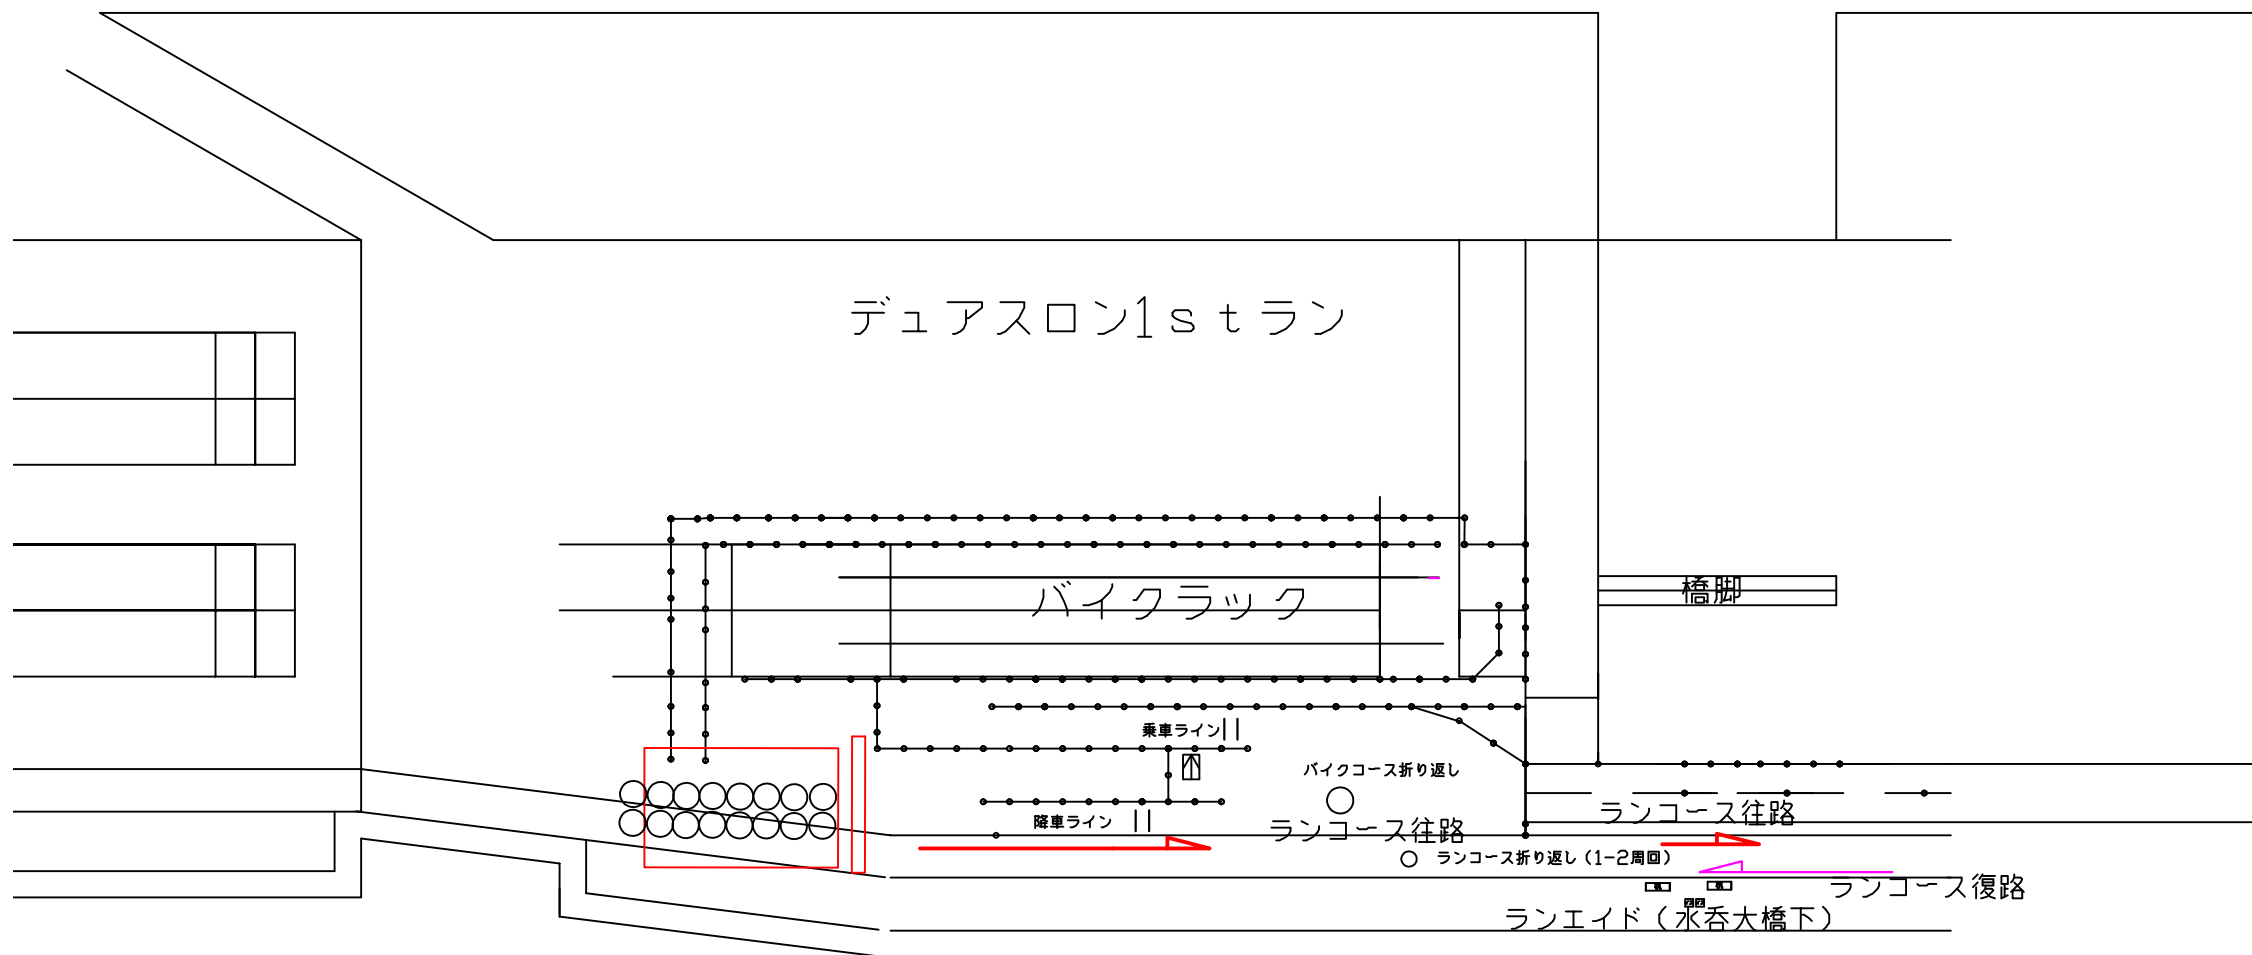 デュアスロン1stラン
バイクラック
橋脚
乗車ライン
バイクコース折り返し
降車ライン
ランコース往路
ランコース往路
ランコース折り返し（1-2周回）
ランコース復路
ランエイド（水呑大橋下）